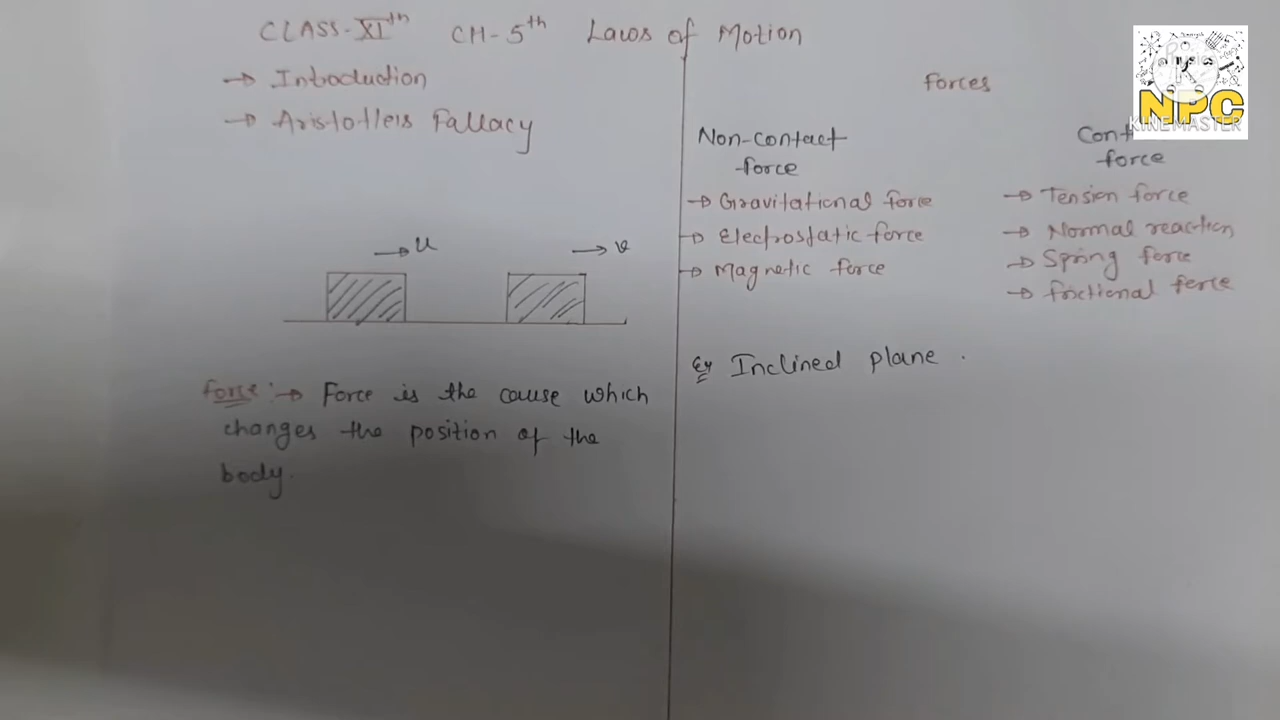 CLASS-XIth CH-5th Laws of Motion
→ Introduction
→ Aristotle's Fallacy
→ u → v
Force :→ Force is the cause which
changes the position of the
body.
Forces
Non-contact
force
→ Gravitational force
→ Electrostatic force
→ Magnetic force
force
→ Tension force
→ Normal reaction
→ Spring force
→ frictional force
Ex Inclined plane .
Physics
NPC
KINEMASTER